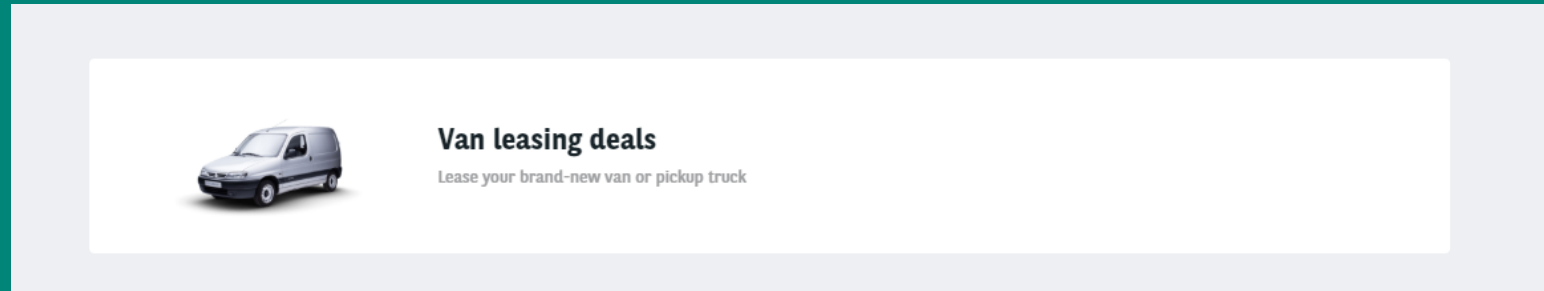 Van leasing deals
Lease your brand-new van or pickup truck